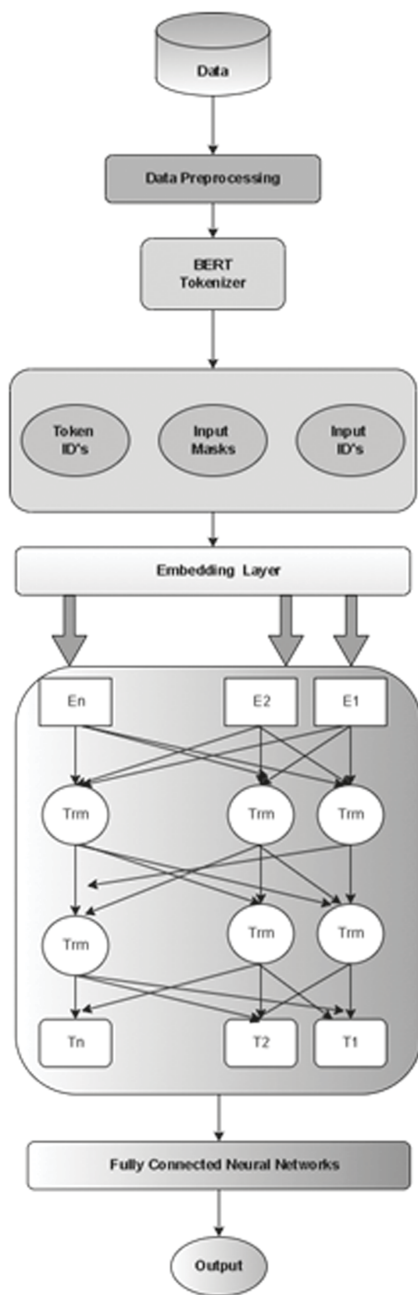 Data
Data Preprocessing
BERT
Tokenizer
Token
ID's
Input
Masks
Input
ID's
Embedding Layer
En
E2
E1
Trm
Trm
Trm
Trm
Trm
Trm
Tn
T2
T1
Fully Connected Neural Networks
Output